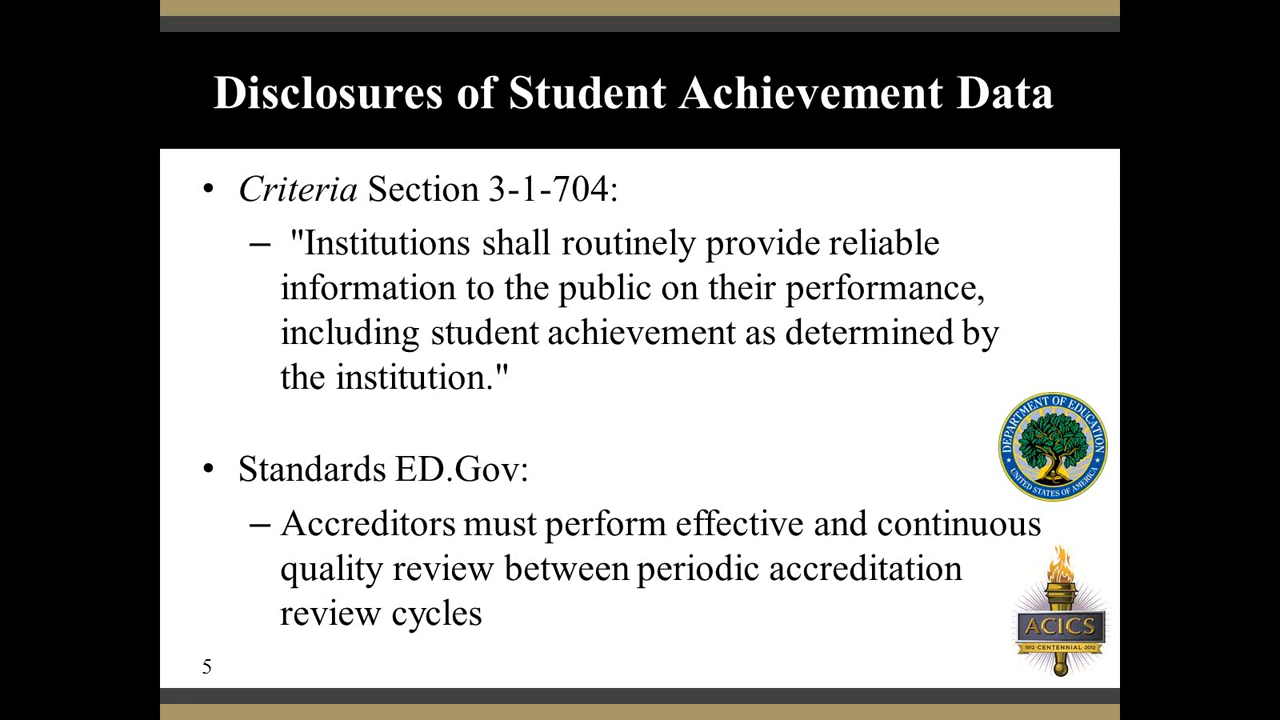 Disclosures of Student Achievement Data
• Criteria Section 3-1-704:
– "Institutions shall routinely provide reliable
information to the public on their performance,
including student achievement as determined by
the institution."
• Standards ED.Gov:
– Accreditors must perform effective and continuous
quality review between periodic accreditation
review cycles
DEPARTMENT OF EDUCATION
UNITED STATES OF AMERICA
ACICS
1912 CENTENNIAL 2012
5